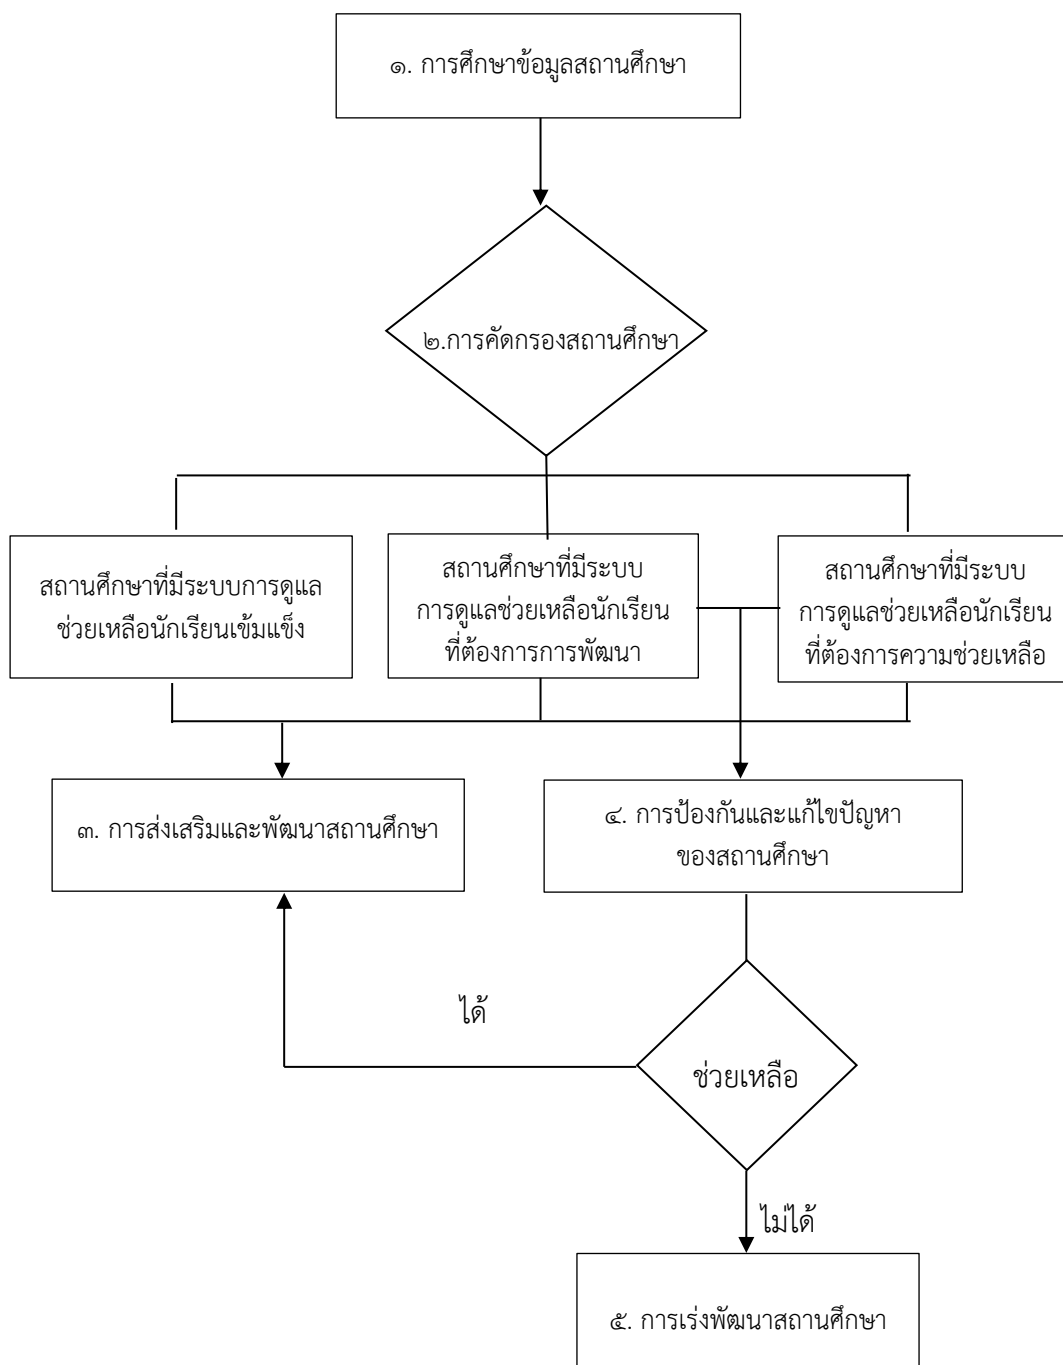 ๑. การศึกษาข้อมูลสถานศึกษา
๒.การคัดกรองสถานศึกษา
สถานศึกษาที่มีระบบการดูแล
ช่วยเหลือนักเรียนเข้มแข็ง
สถานศึกษาที่มีระบบ
การดูแลช่วยเหลือนักเรียน
ที่ต้องการการพัฒนา
สถานศึกษาที่มีระบบ
การดูแลช่วยเหลือนักเรียน
ที่ต้องการความช่วยเหลือ
๓. การส่งเสริมและพัฒนาสถานศึกษา
๔. การป้องกันและแก้ไขปัญหา
ของสถานศึกษา
ได้
ช่วยเหลือ
ไม่ได้
๕. การเร่งพัฒนาสถานศึกษา